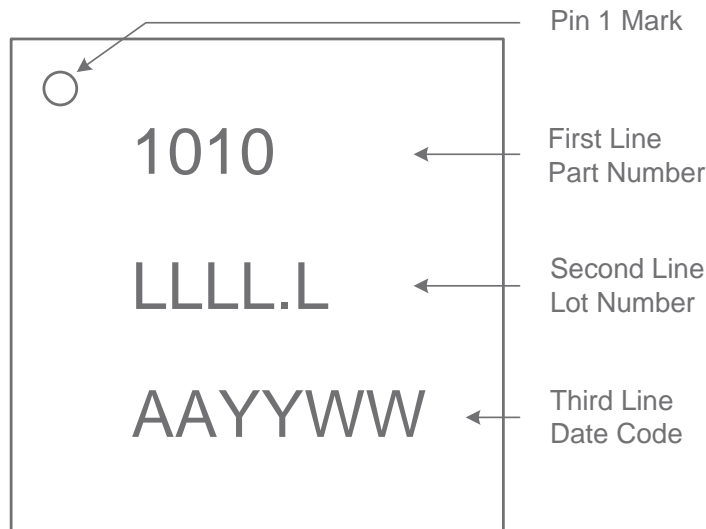 Pin 1 Mark
1010
First Line
Part Number
LLLL.L
Second Line
Lot Number
AAYYWW
Third Line
Date Code